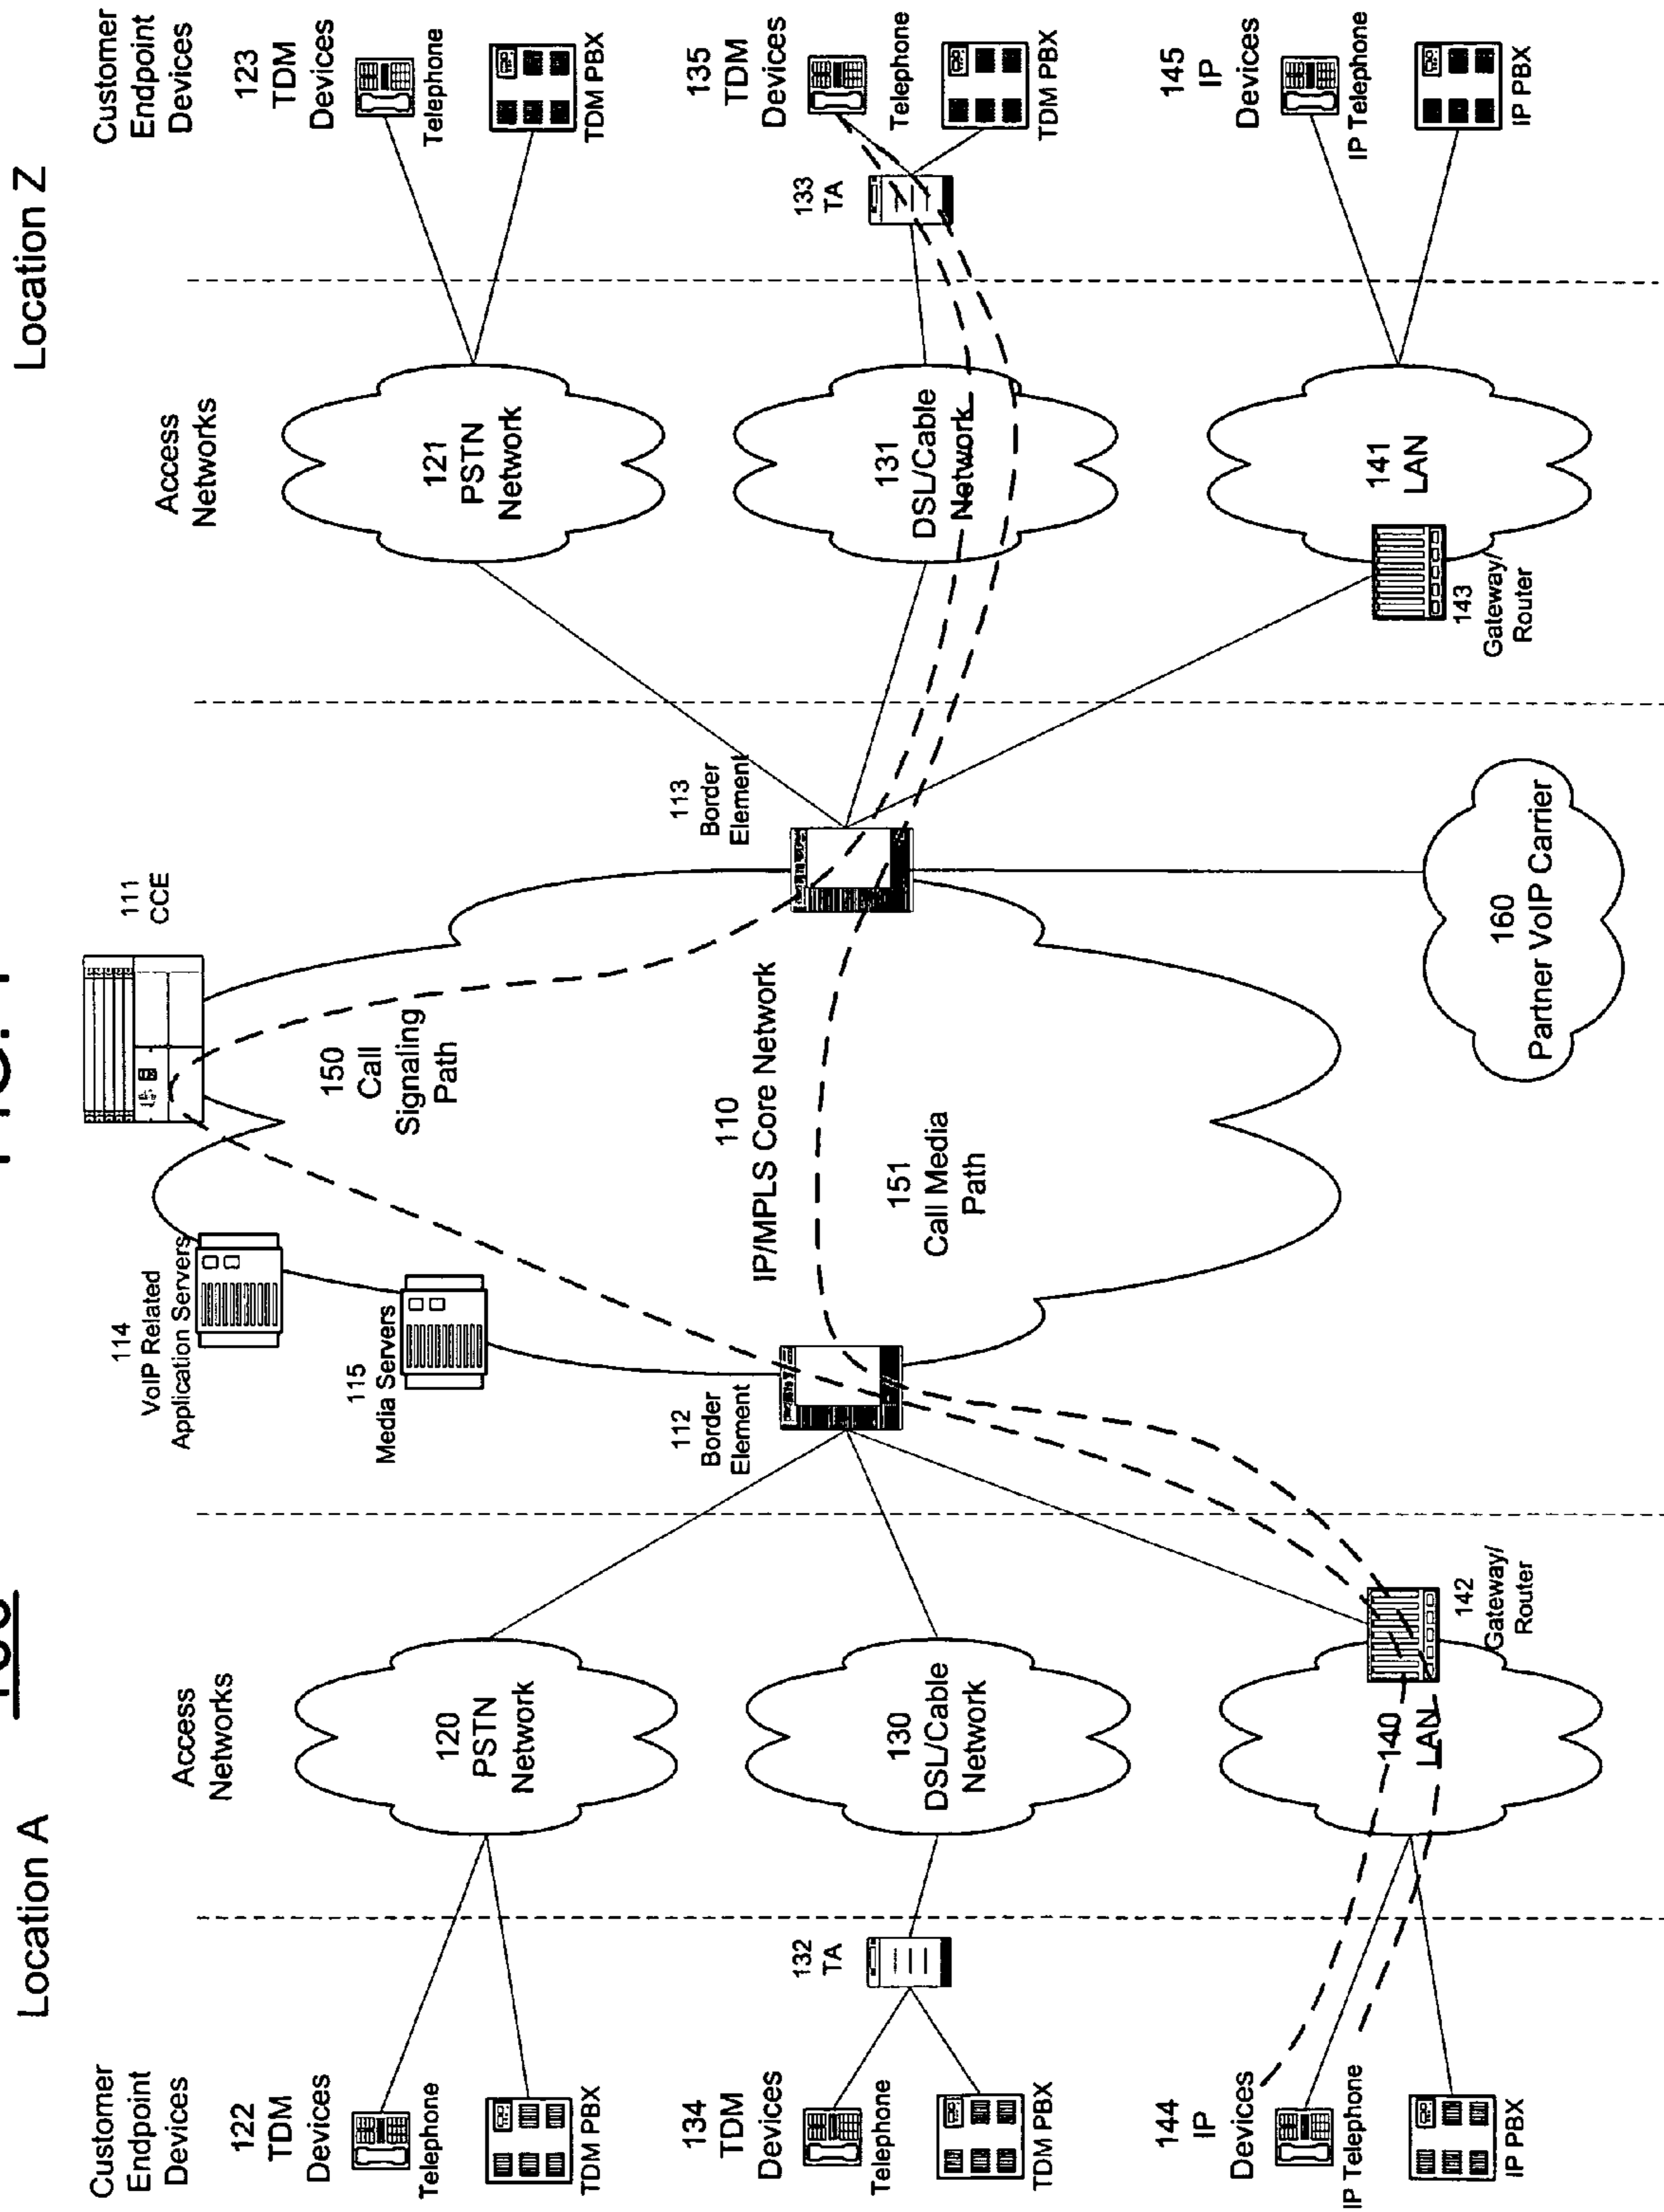 Location A
100
FIG. 1
Location Z
Customer
Endpoint
Devices
Access
Networks
Access
Networks
Customer
Endpoint
Devices
122
TDM
Devices
Telephone
TDM PBX
120
PSTN
Network
114
VoIP Related
Application Servers
115
Media Servers
111
CCE
150
Call
Signaling
Path
121
PSTN
Network
123
TDM
Devices
Telephone
TDM PBX
134
TDM
Devices
Telephone
TDM PBX
132
TA
130
DSL/Cable
Network
112
Border
Element
110
IP/MPLS Core Network
151
Call Media
Path
113
Border
Element
131
DSL/Cable
Network
133
TA
135
TDM
Devices
Telephone
TDM PBX
144
IP
Devices
IP Telephone
IP PBX
140
LAN
142
Gateway/
Router
160
Partner VoIP Carrier
143
Gateway/
Router
141
LAN
145
IP
Devices
IP Telephone
IP PBX